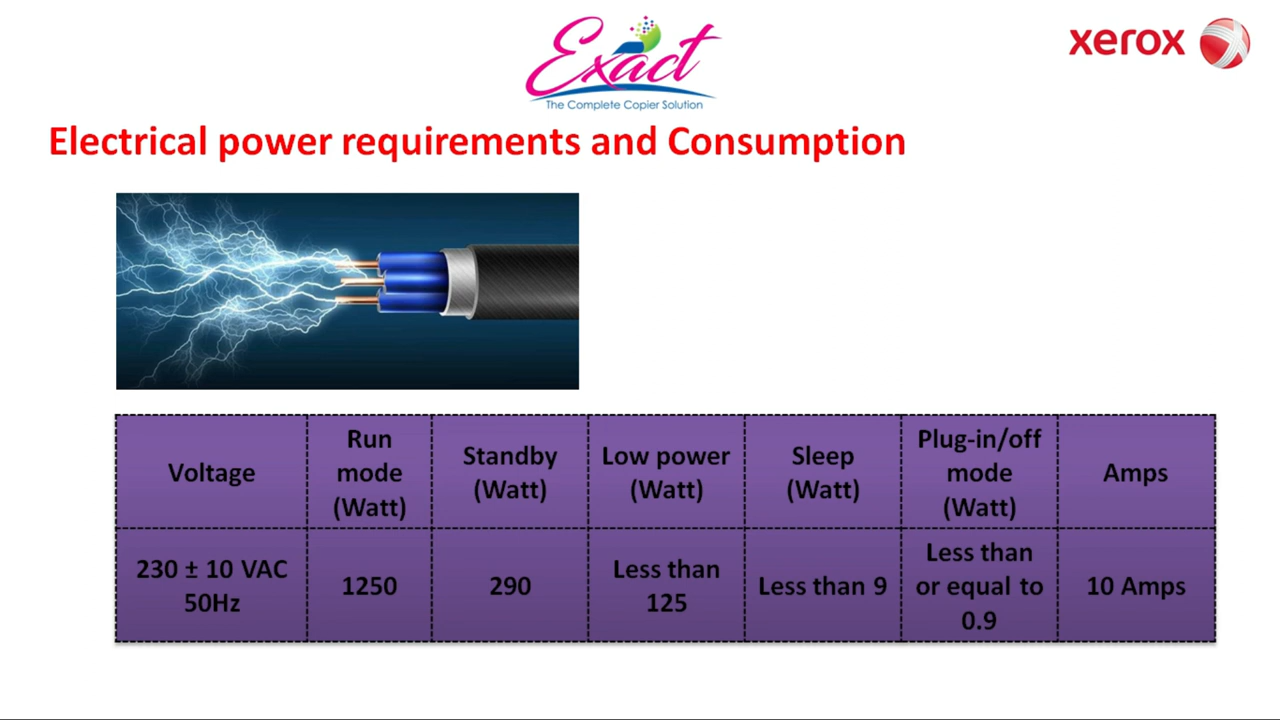 Exact
The Complete Copier Solution
xerox
Electrical power requirements and Consumption
Voltage
Run
mode
(Watt)
Standby
(Watt)
Low power
(Watt)
Sleep
(Watt)
Plug-in/off
mode
(Watt)
Amps
230 ± 10 VAC
50Hz
1250
290
Less than
125
Less than 9
Less than
or equal to
0.9
10 Amps